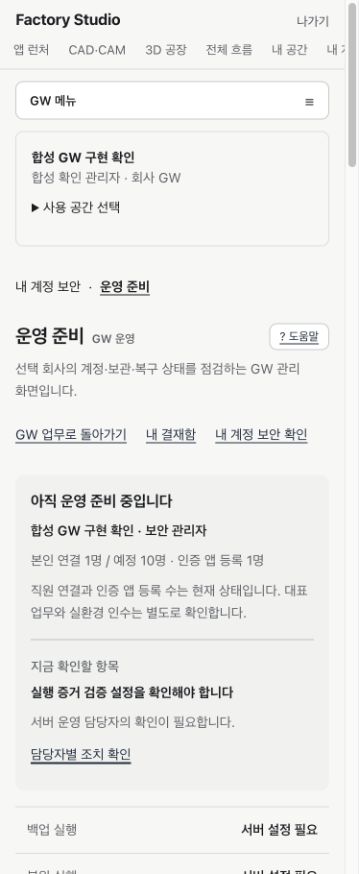 Factory Studio 나가기
앱 런처 CAD·CAM 3D 공장 전체 흐름 내 공간 내
GW 메뉴 ≡
합성 GW 구현 확인
합성 확인 관리자 · 회사 GW
▶ 사용 공간 선택
내 계정 보안 · 운영 준비
운영 준비 GW 운영 ? 도움말
선택 회사의 계정·보관·복구 상태를 점검하는 GW 관리
화면입니다.
GW 업무로 돌아가기 내 결재함 내 계정 보안 확인
아직 운영 준비 중입니다
합성 GW 구현 확인 · 보안 관리자
본인 연결 1명 / 예정 10명 · 인증 앱 등록 1명
직원 연결과 인증 앱 등록 수는 현재 상태입니다. 대표
업무와 실환경 인수는 별도로 확인합니다.
지금 확인할 항목
실행 증거 검증 설정을 확인해야 합니다
서버 운영 담당자의 확인이 필요합니다.
담당자별 조치 확인
백업 실행 서버 설정 필요